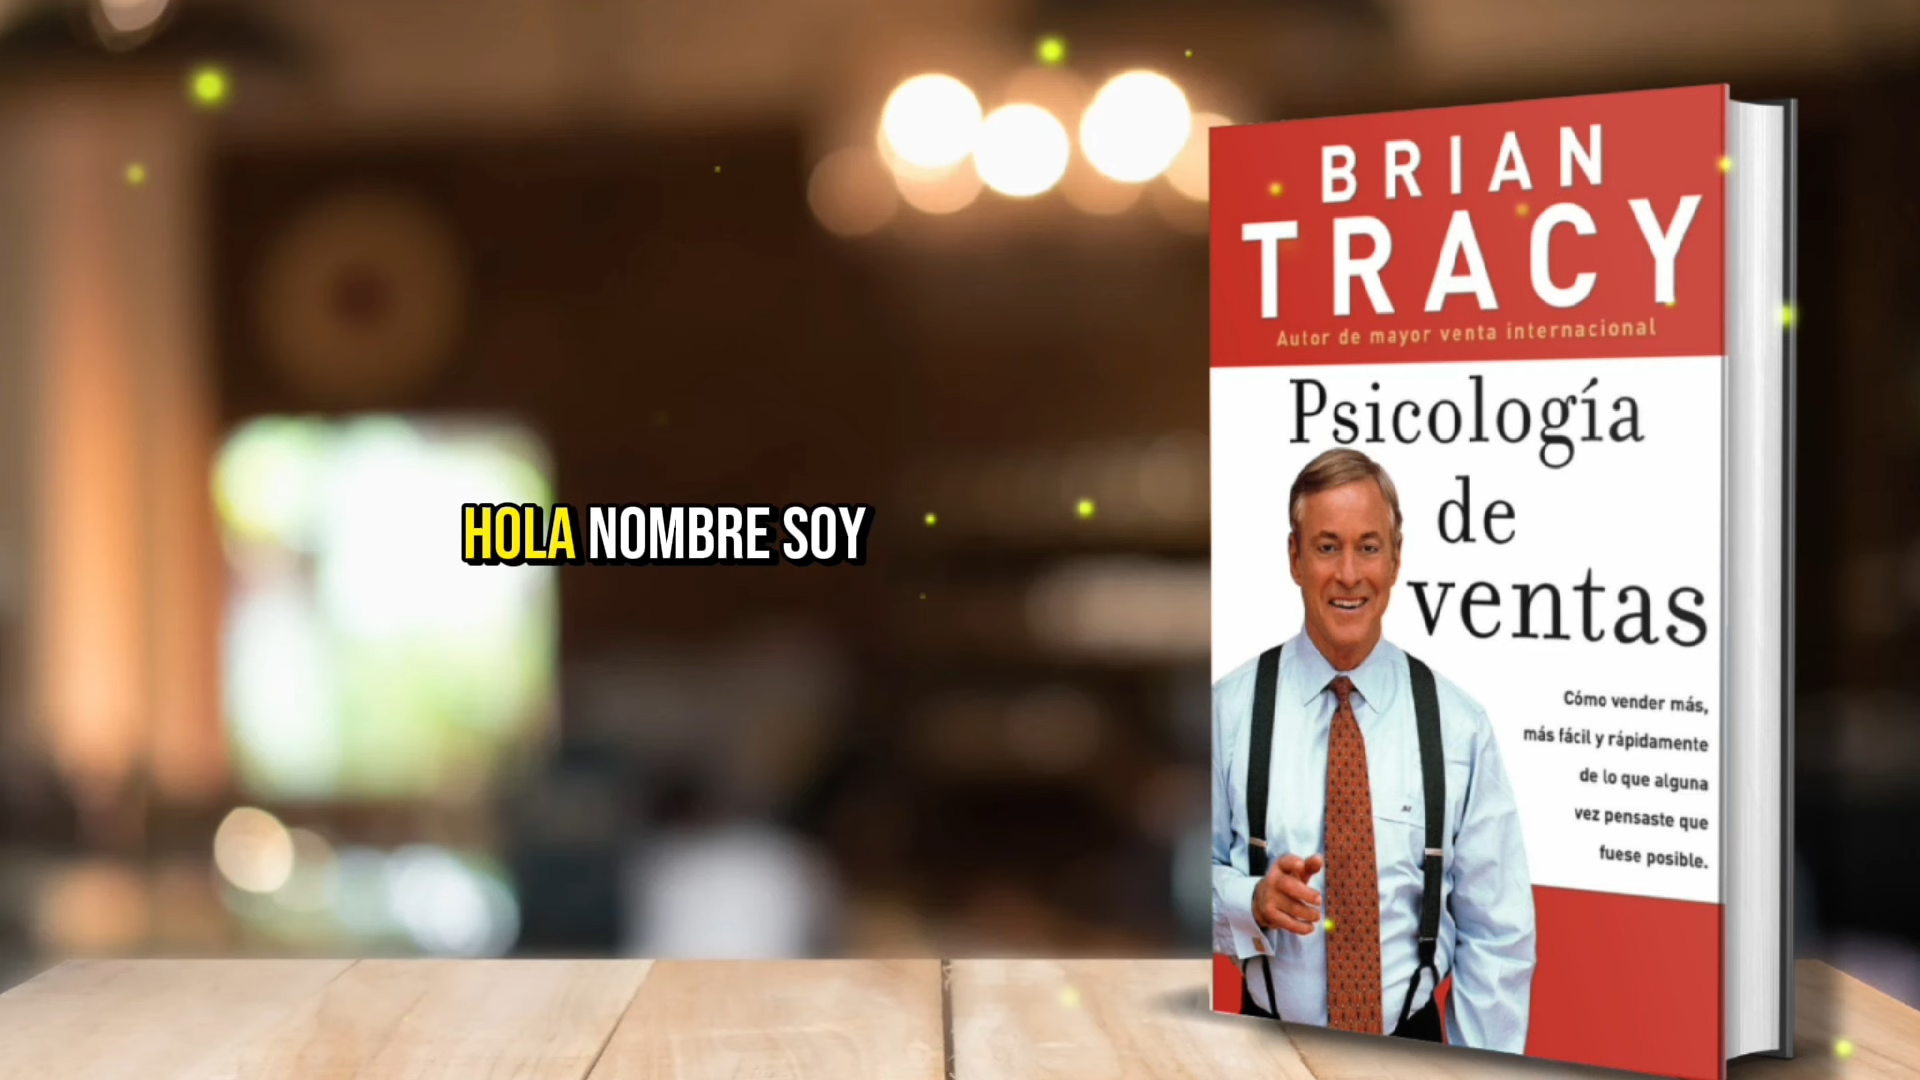 HOLA NOMBRE SOY
BRIAN
TRACY
Autor de mayor venta internacional
Psicología
de
ventas
Cómo vender más,
más fácil y rápidamente
de lo que alguna
vez pensaste que
fuese posible.